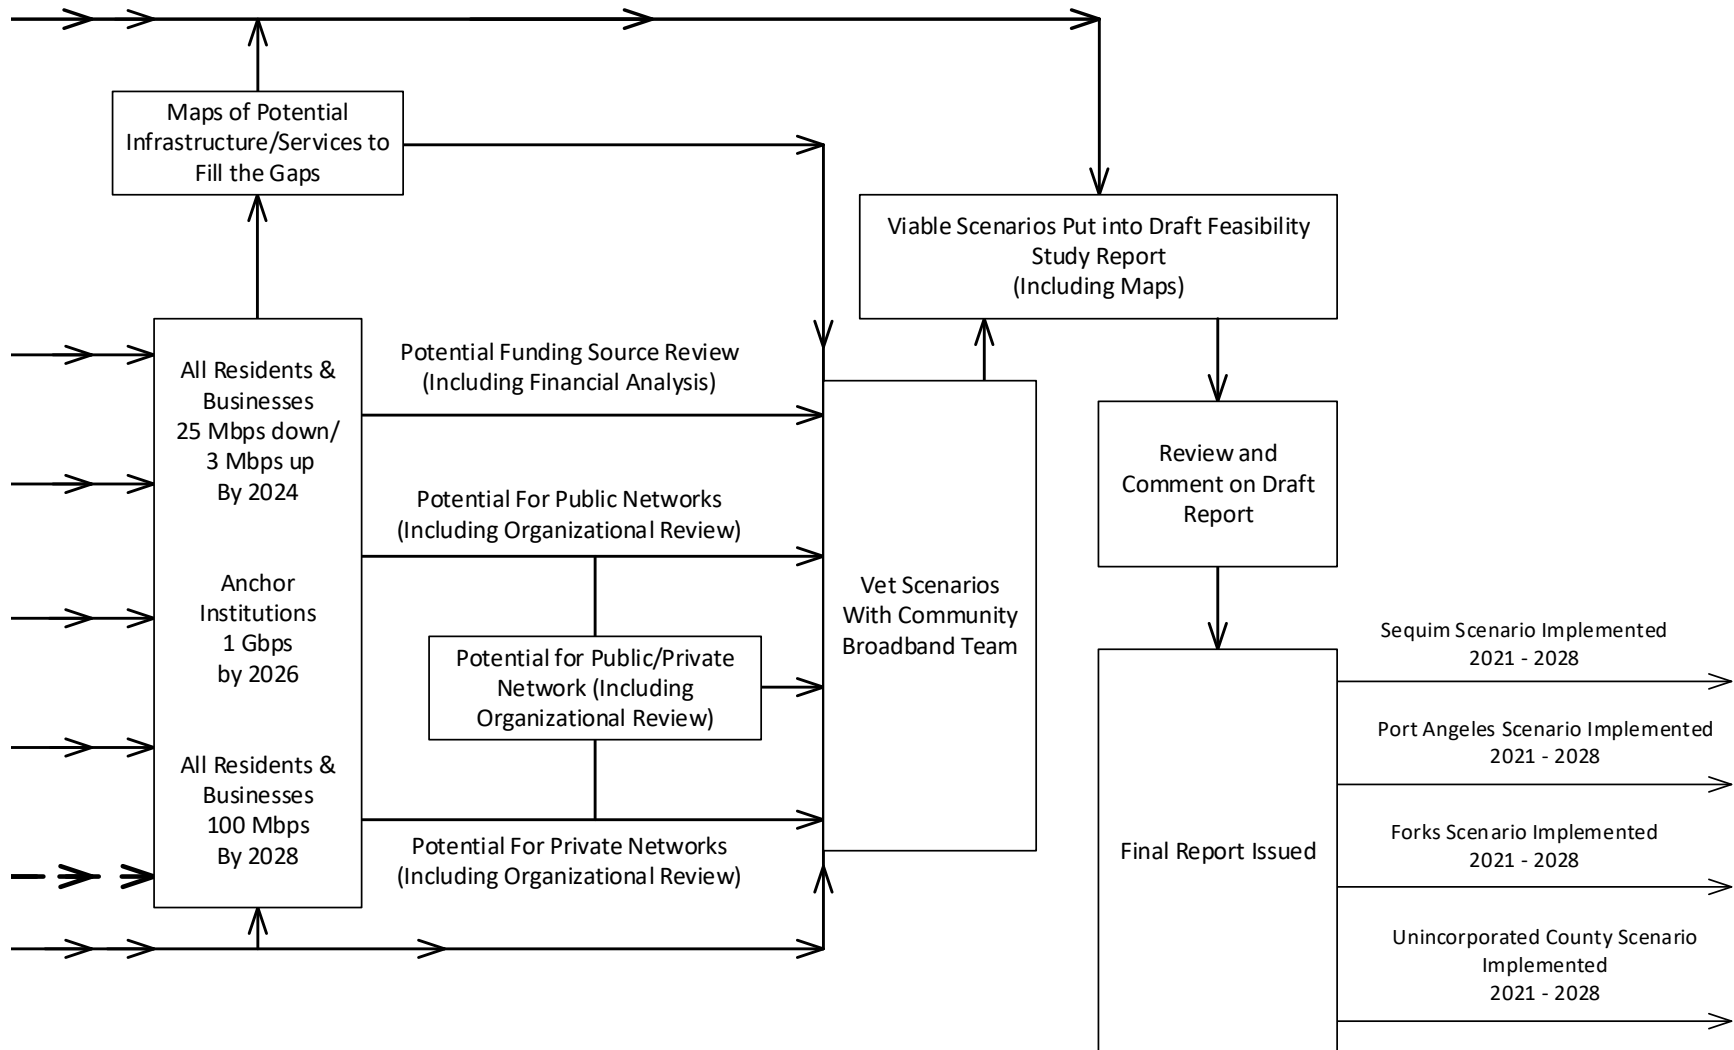 Maps of Potential
Infrastructure/Services to
Fill the Gaps
Viable Scenarios Put into Draft Feasibility
Study Report
(Including Maps)
All Residents &
Businesses
25 Mbps down/
3 Mbps up
By 2024
Anchor
Institutions
1 Gbps
by 2026
All Residents &
Businesses
100 Mbps
By 2028
Potential Funding Source Review
(Including Financial Analysis)
Potential For Public Networks
(Including Organizational Review)
Potential for Public/Private
Network (Including
Organizational Review)
Potential For Private Networks
(Including Organizational Review)
Vet Scenarios
With Community
Broadband Team
Review and
Comment on Draft
Report
Final Report Issued
Sequim Scenario Implemented
2021 - 2028
Port Angeles Scenario Implemented
2021 - 2028
Forks Scenario Implemented
2021 - 2028
Unincorporated County Scenario
Implemented
2021 - 2028